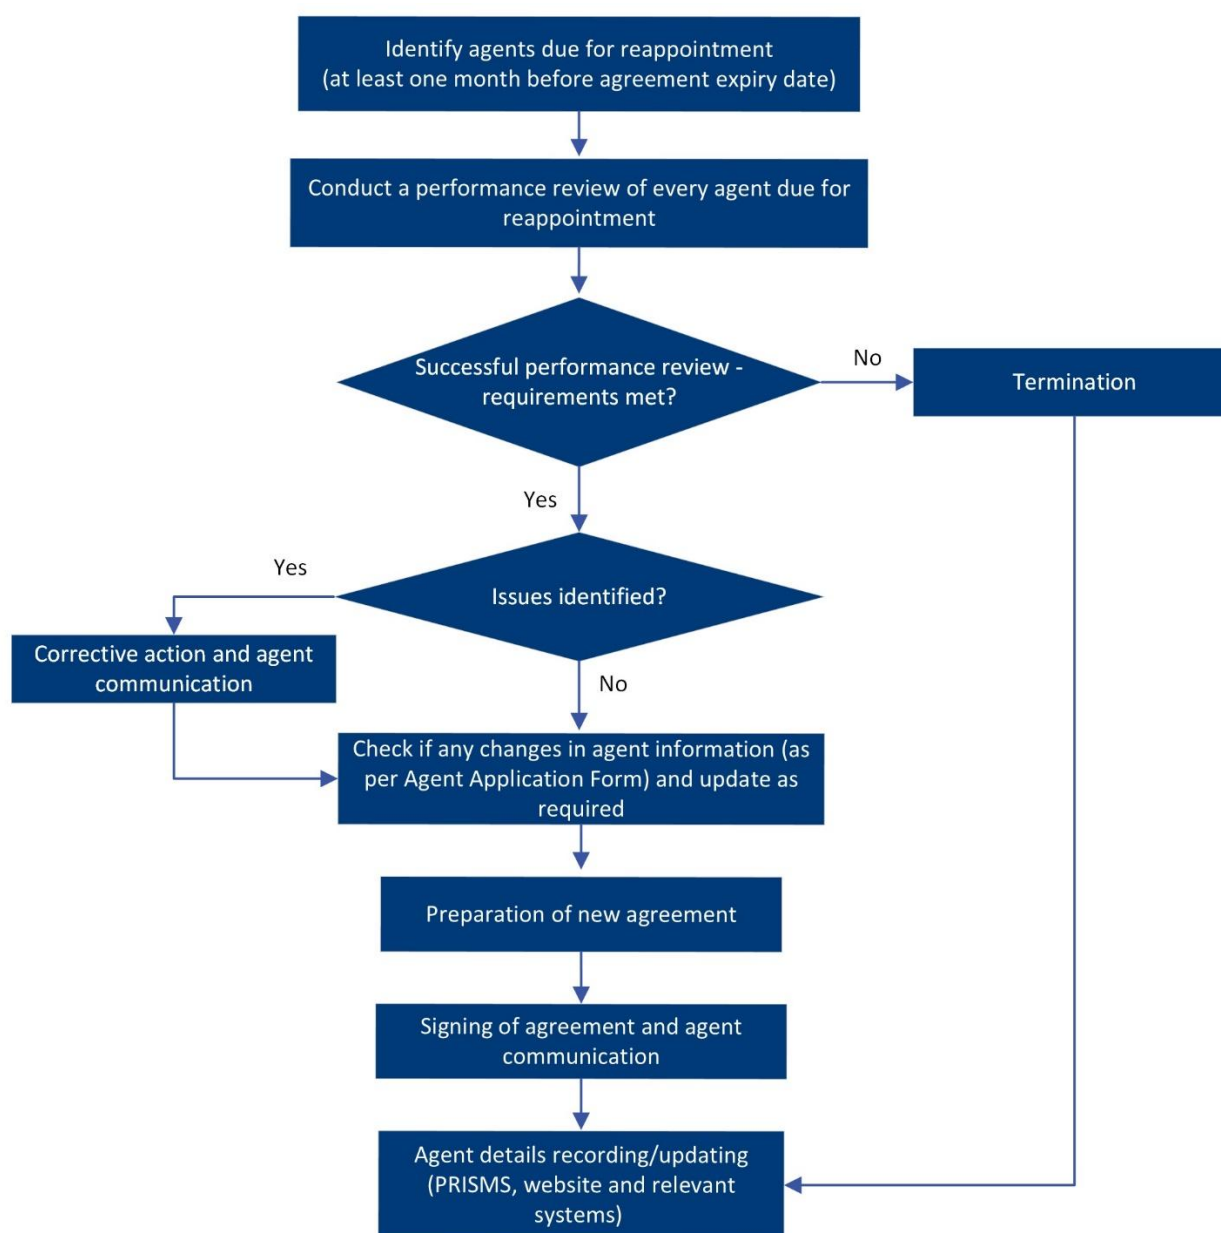 Identify agents due for reappointment
(at least one month before agreement expiry date)
Conduct a performance review of every agent due for
reappointment
Successful performance review -
requirements met?
No
Termination
Yes
Issues identified?
Yes
Corrective action and agent
communication
No
Check if any changes in agent information (as
per Agent Application Form) and update as
required
Preparation of new agreement
Signing of agreement and agent
communication
Agent details recording/updating
(PRISMS, website and relevant
systems)